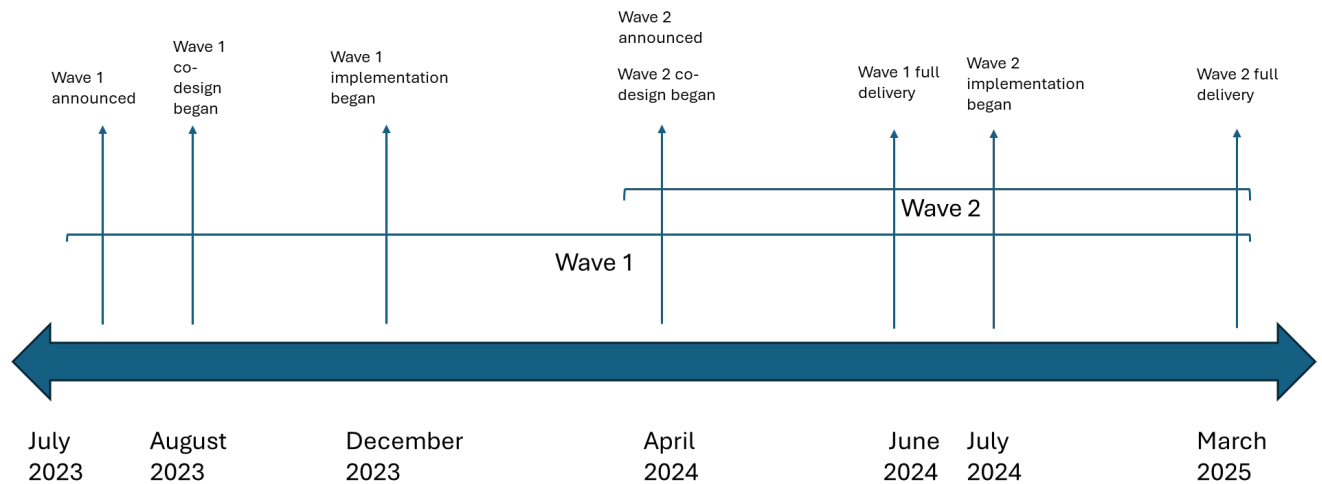 Wave 1
announced
Wave 1
co-
design
began
Wave 1
implementation
began
Wave 2
announced
Wave 2 co-
design began
Wave 1 full
delivery
Wave 2
implementation
began
Wave 2 full
delivery
Wave 2
Wave 1
July
2023
August
2023
December
2023
April
2024
June
2024
July
2024
March
2025